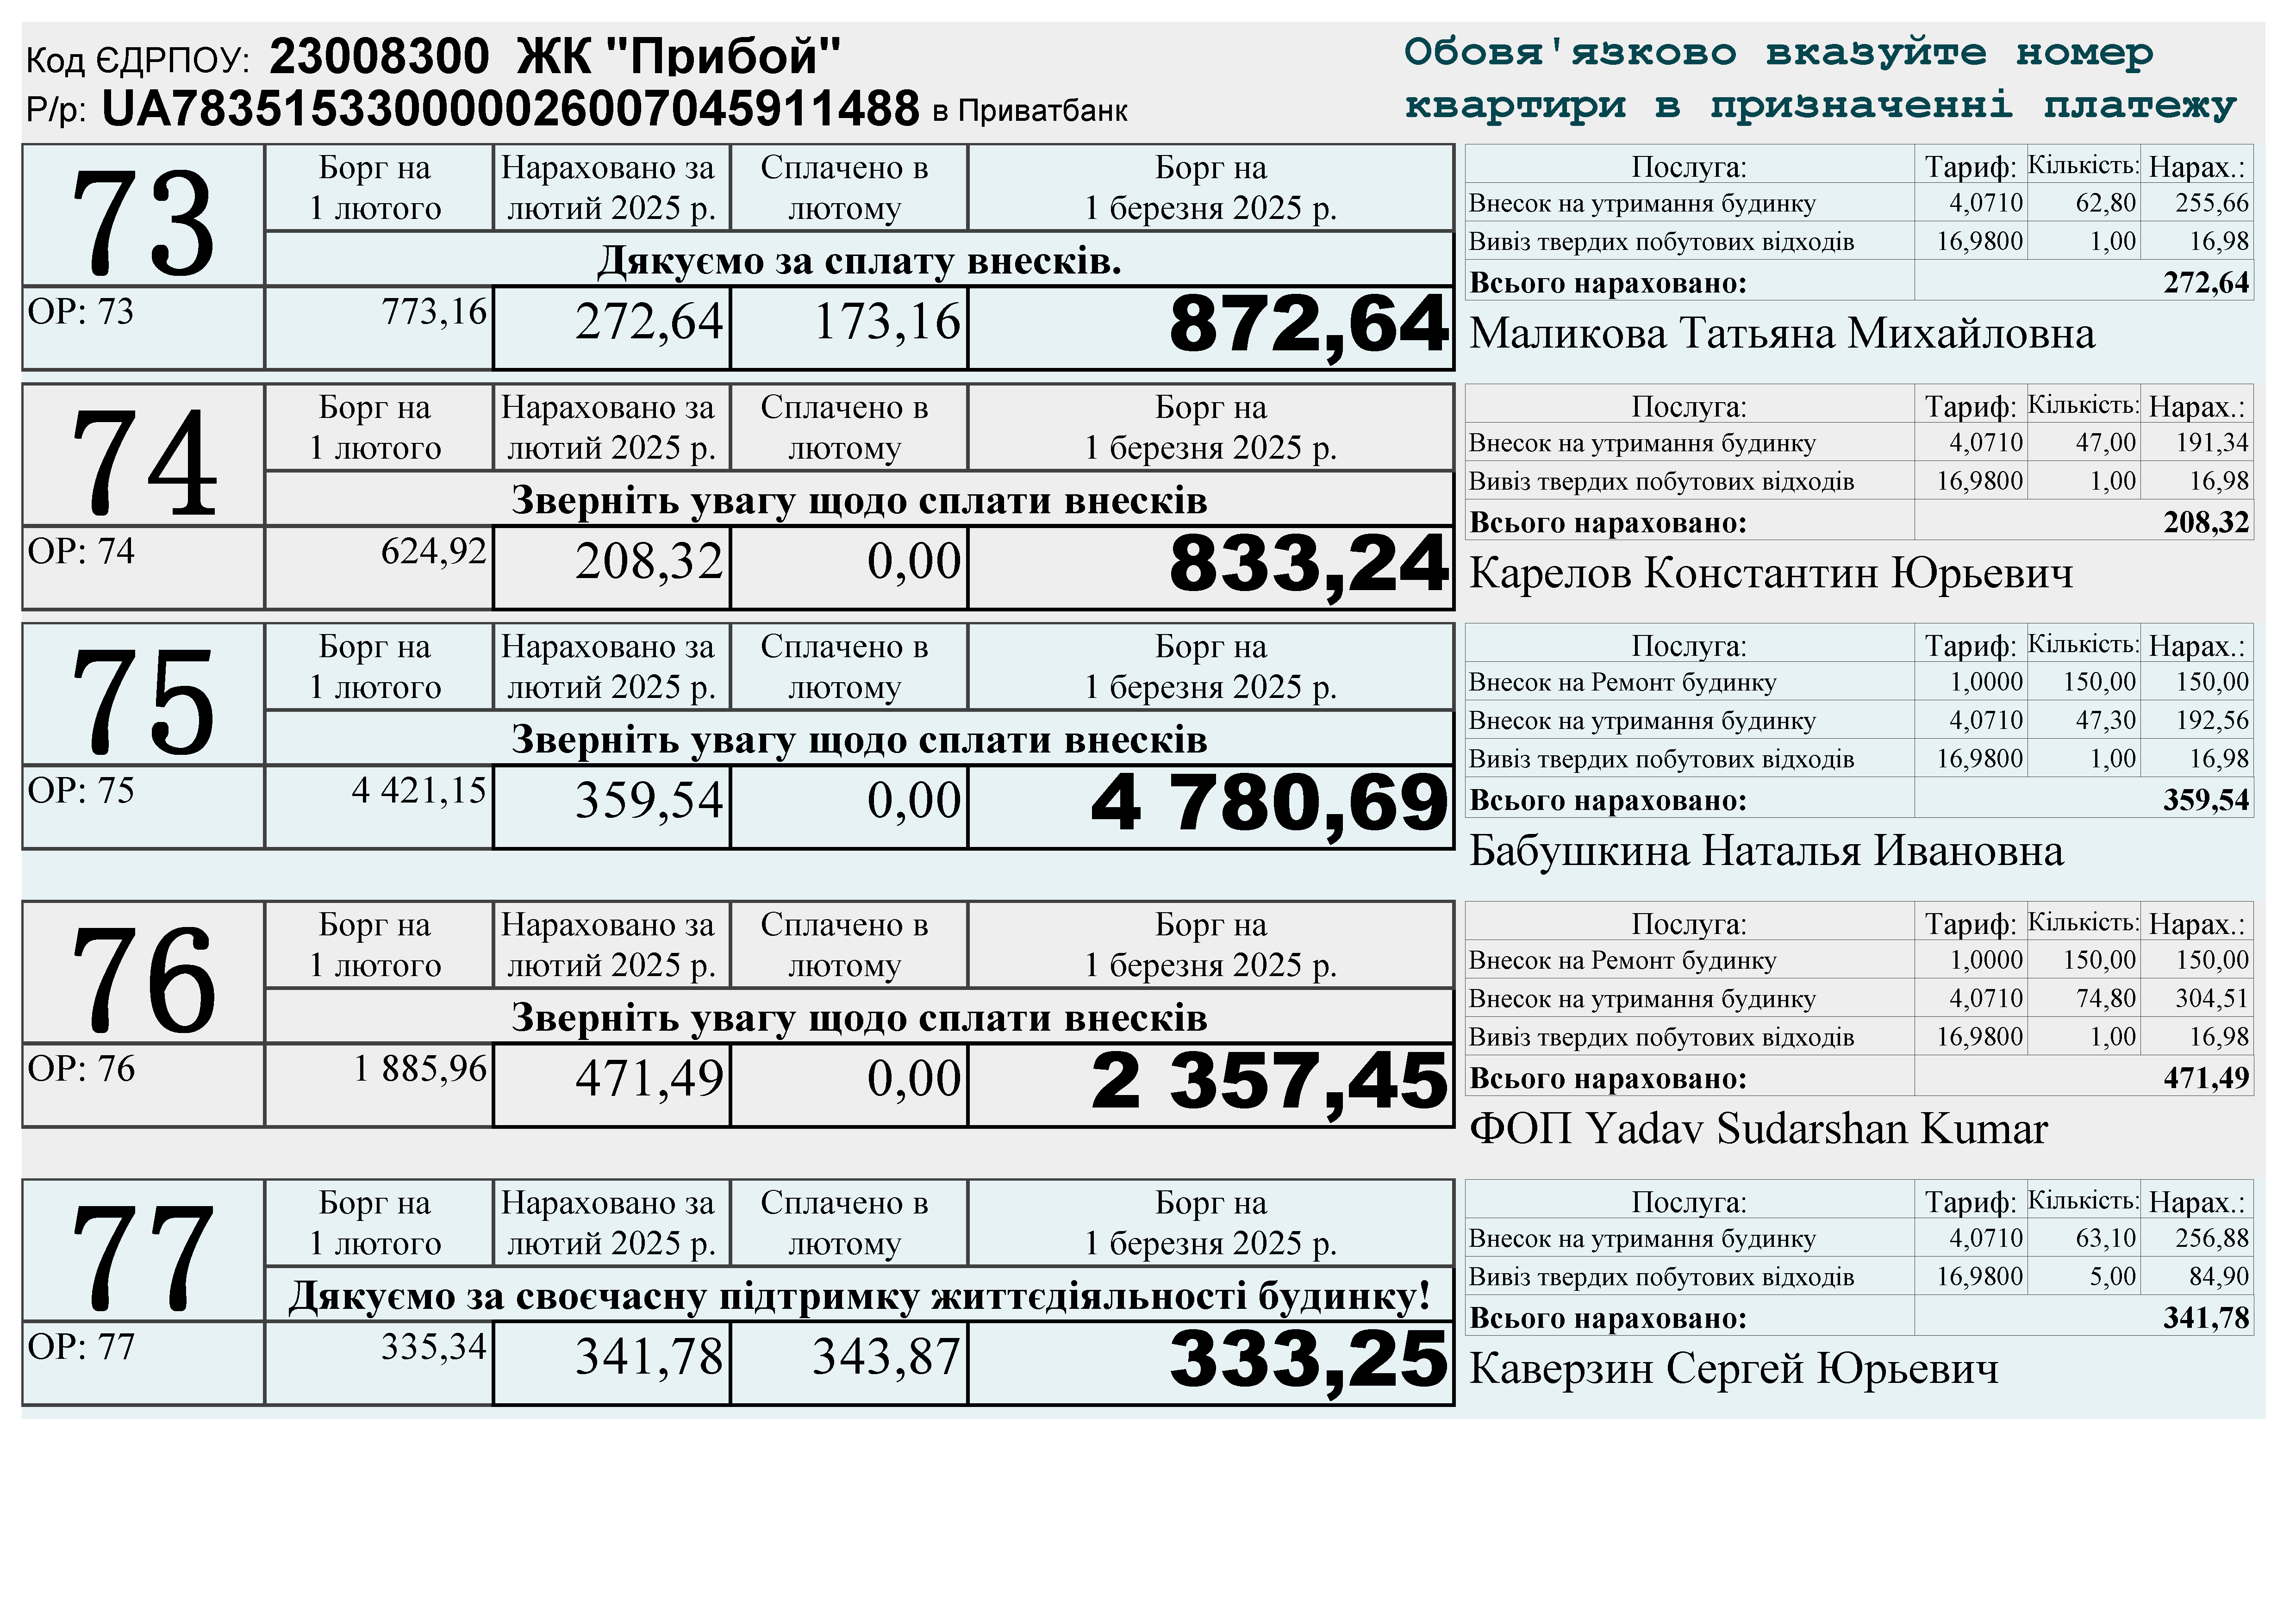 Код ЄДРПОУ: 23008300 ЖК "Прибой"
Р/р: UA783515330000026007045911488 в Приватбанк
Обовя'язково вказуйте номер
квартири в призначенні платежу
73 Борг на Нараховано за Сплачено в Борг на
1 лютого лютий 2025 р. лютому 1 березня 2025 р.
Дякуємо за сплату внесків.
ОР: 73 773,16 272,64 173,16 872,64
Послуга: Тариф: Кількість: Нарах.:
Внесок на утримання будинку 4,0710 62,80 255,66
Вивіз твердих побутових відходів 16,9800 1,00 16,98
Всього нараховано: 272,64
Маликова Татьяна Михайловна
74 Борг на Нараховано за Сплачено в Борг на
1 лютого лютий 2025 р. лютому 1 березня 2025 р.
Зверніть увагу щодо сплати внесків
ОР: 74 624,92 208,32 0,00 833,24
Послуга: Тариф: Кількість: Нарах.:
Внесок на утримання будинку 4,0710 47,00 191,34
Вивіз твердих побутових відходів 16,9800 1,00 16,98
Всього нараховано: 208,32
Карелов Константин Юрьевич
75 Борг на Нараховано за Сплачено в Борг на
1 лютого лютий 2025 р. лютому 1 березня 2025 р.
Зверніть увагу щодо сплати внесків
ОР: 75 4 421,15 359,54 0,00 4 780,69
Послуга: Тариф: Кількість: Нарах.:
Внесок на Ремонт будинку 1,0000 150,00 150,00
Внесок на утримання будинку 4,0710 47,30 192,56
Вивіз твердих побутових відходів 16,9800 1,00 16,98
Всього нараховано: 359,54
Бабушкина Наталья Ивановна
76 Борг на Нараховано за Сплачено в Борг на
1 лютого лютий 2025 р. лютому 1 березня 2025 р.
Зверніть увагу щодо сплати внесків
ОР: 76 1 885,96 471,49 0,00 2 357,45
Послуга: Тариф: Кількість: Нарах.:
Внесок на Ремонт будинку 1,0000 150,00 150,00
Внесок на утримання будинку 4,0710 74,80 304,51
Вивіз твердих побутових відходів 16,9800 1,00 16,98
Всього нараховано: 471,49
ФОП Yadav Sudarshan Kumar
77 Борг на Нараховано за Сплачено в Борг на
1 лютого лютий 2025 р. лютому 1 березня 2025 р.
Дякуємо за своєчасну підтримку життєдіяльності будинку!
ОР: 77 335,34 341,78 343,87 333,25
Послуга: Тариф: Кількість: Нарах.:
Внесок на утримання будинку 4,0710 63,10 256,88
Вивіз твердих побутових відходів 16,9800 5,00 84,90
Всього нараховано: 341,78
Каверзин Сергей Юрьевич